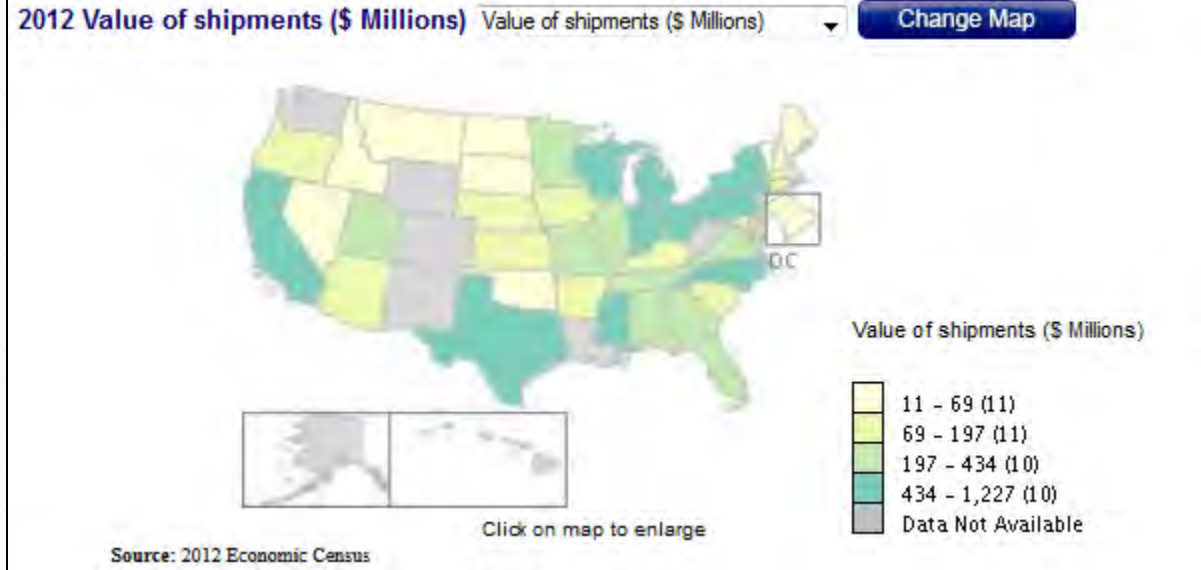 2012 Value of shipments ($ Millions) Value of shipments ($ Millions) Change Map
DC
Value of shipments ($ Millions)
11 - 69 (11)
69 - 197 (11)
197 - 434 (10)
434 - 1,227 (10)
Data Not Available
Click on map to enlarge
Source: 2012 Economic Census